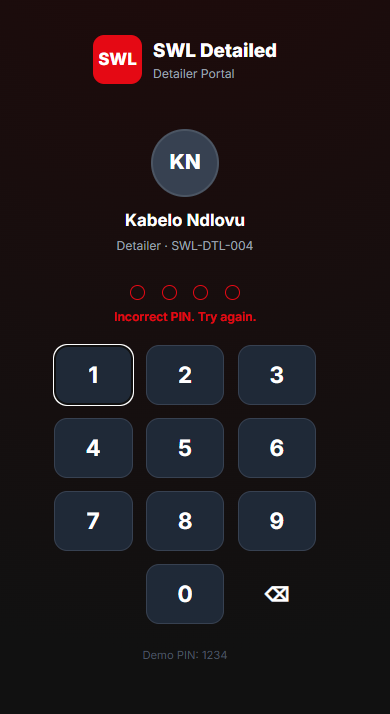 SWL
SWL Detailed
Detailer Portal
KN
Kabelo Ndlovu
Detailer · SWL-DTL-004
Incorrect PIN. Try again.
1 2 3
4 5 6
7 8 9
0 ⌫
Demo PIN: 1234